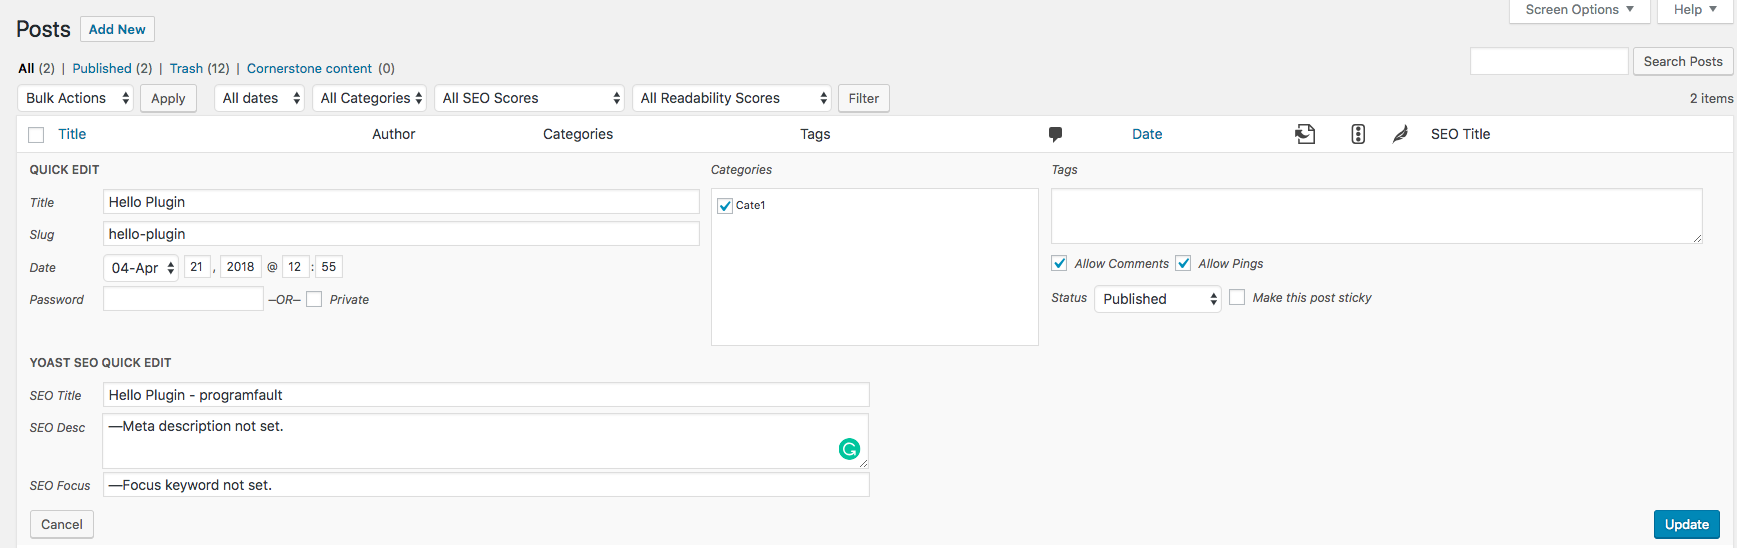 Screen Options Help
Posts Add New
All (2) | Published (2) | Trash (12) | Cornerstone content (0)
Search Posts
Bulk Actions Apply All dates All Categories All SEO Scores All Readability Scores Filter 2 items
Title Author Categories Tags Date SEO Title
QUICK EDIT Categories Tags
Title Hello Plugin Cate1
Slug hello-plugin
Date 04-Apr 21 , 2018 @ 12 : 55 Allow Comments Allow Pings
Password –OR– Private Status Published Make this post sticky
YOAST SEO QUICK EDIT
SEO Title Hello Plugin - programfault
SEO Desc —Meta description not set.
SEO Focus —Focus keyword not set.
Cancel Update